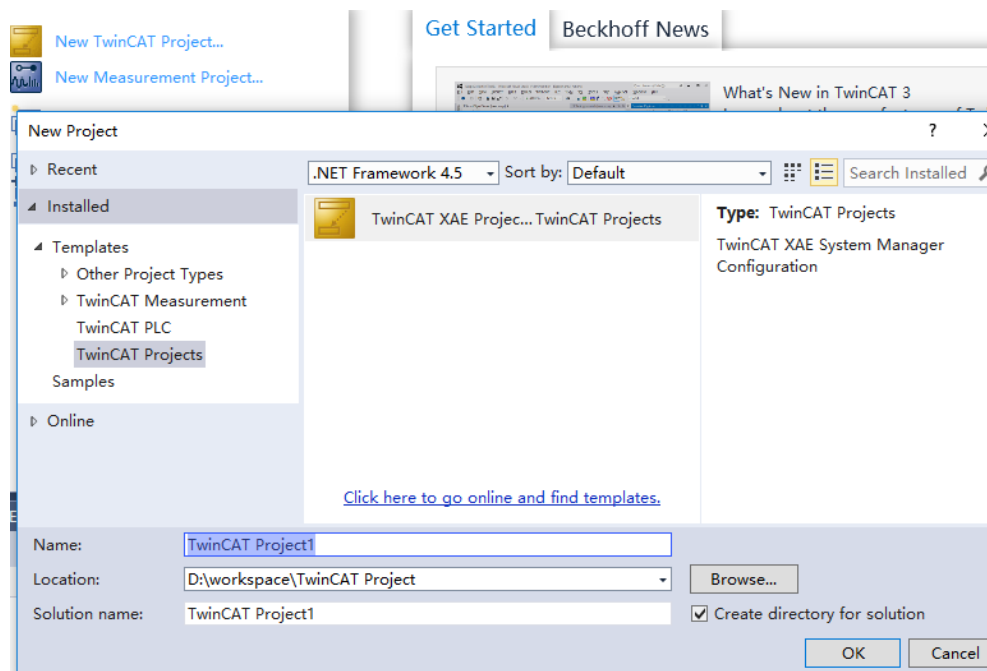 New TwinCAT Project...
New Measurement Project...
Get Started
Beckhoff News
What's New in TwinCAT 3
New Project
?
Recent
.NET Framework 4.5
Sort by:
Default
Search Installed
Installed
Templates
Other Project Types
TwinCAT Measurement
TwinCAT PLC
TwinCAT Projects
Samples
Online
TwinCAT XAE Projec... TwinCAT Projects
Type: TwinCAT Projects
TwinCAT XAE System Manager
Configuration
Click here to go online and find templates.
Name:
TwinCAT Project1
Location:
D:\workspace\TwinCAT Project
Browse...
Solution name:
TwinCAT Project1
Create directory for solution
OK
Cancel